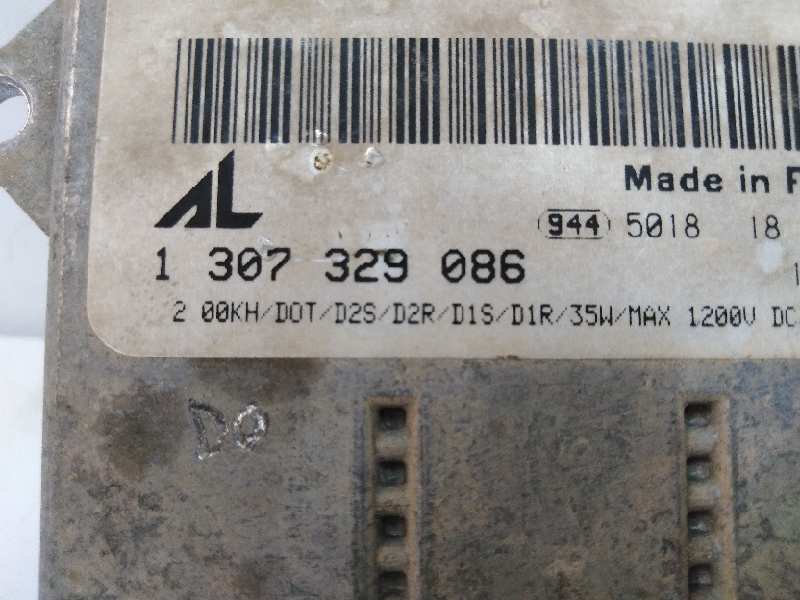 AL
Made in
944 5018 18
1 307 329 086
2 00KH/DOT/D2S/D2R/D1S/D1R/35W/MAX 1200V DC
DO